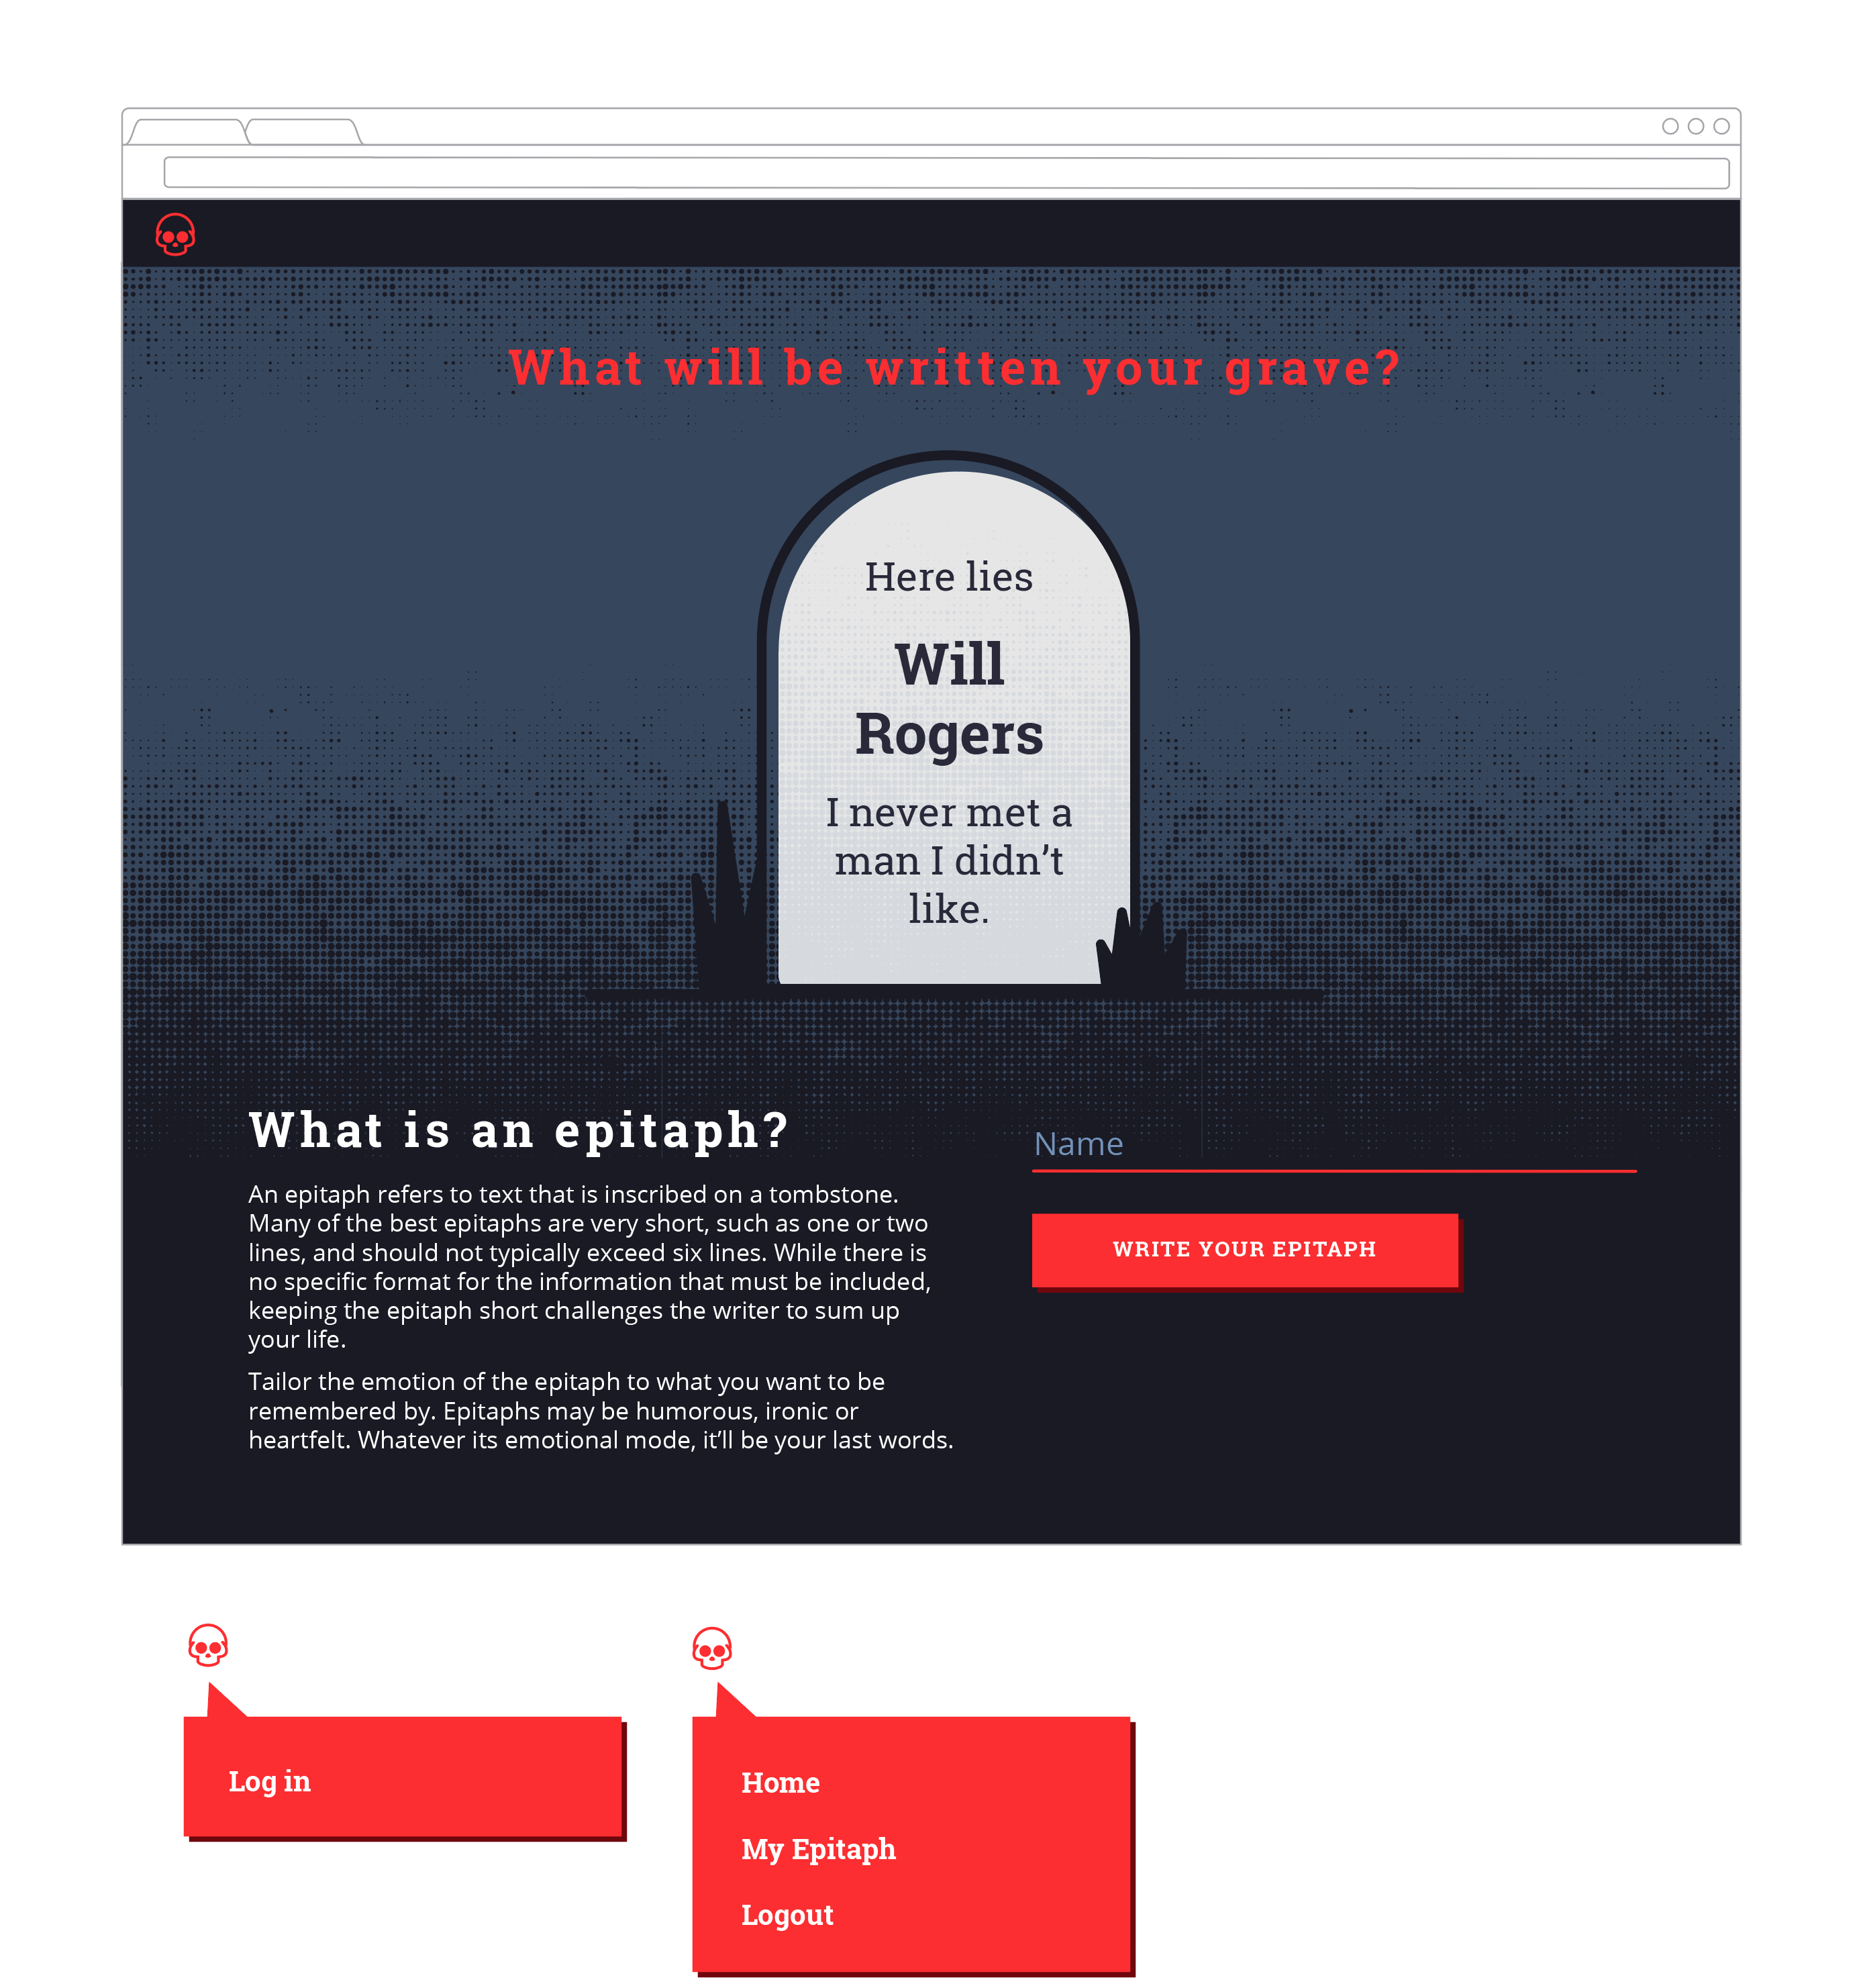 What will be written your grave?
Here lies
Will
Rogers
I never met a
man I didn’t
like.
What is an epitaph?
An epitaph refers to text that is inscribed on a tombstone.
Many of the best epitaphs are very short, such as one or two
lines, and should not typically exceed six lines. While there is
no specific format for the information that must be included,
keeping the epitaph short challenges the writer to sum up
your life.
Tailor the emotion of the epitaph to what you want to be
remembered by. Epitaphs may be humorous, ironic or
heartfelt. Whatever its emotional mode, it’ll be your last words.
Name
WRITE YOUR EPITAPH
Log in
Home
My Epitaph
Logout